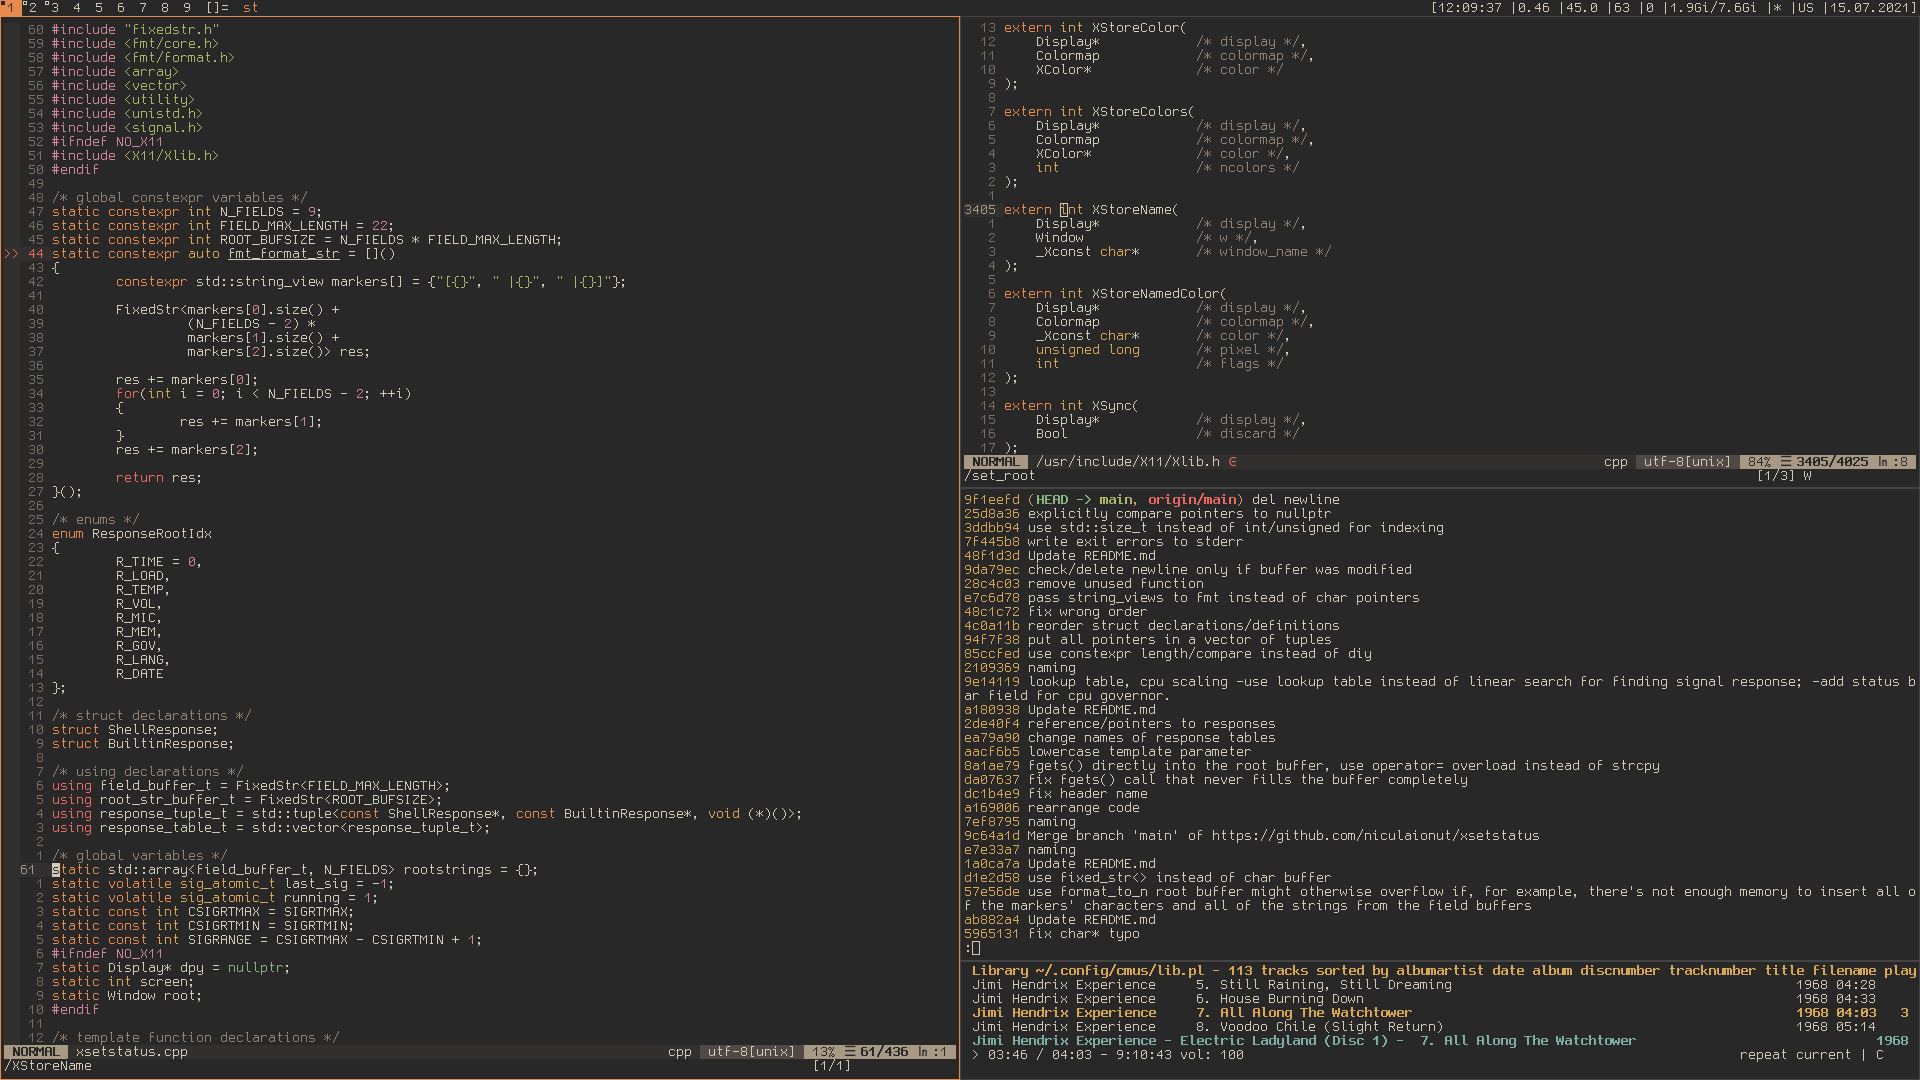 1 2 3 4 5 6 7 8 9 []= st
[12:09:37 |0.46 |45.0 |63 |0 |1.9Gi/7.6Gi |* |US |15.07.2021]
60 #include "fixedstr.h"
59 #include <fmt/core.h>
58 #include <fmt/format.h>
57 #include <array>
56 #include <vector>
55 #include <utility>
54 #include <unistd.h>
53 #include <signal.h>
52 #ifndef NO_X11
51 #include <X11/Xlib.h>
50 #endif
49
48 /* global constexpr variables */
47 static constexpr int N_FIELDS = 9;
46 static constexpr int FIELD_MAX_LENGTH = 22;
45 static constexpr int ROOT_BUFSIZE = N_FIELDS * FIELD_MAX_LENGTH;
>> 44 static constexpr auto fmt_format_str = []()
43 {
42         constexpr std::string_view markers[] = {"[{}", " |{}", " |{}]"};
41
40         FixedStr<markers[0].size() +
39                  (N_FIELDS - 2) *
38                  markers[1].size() +
37                  markers[2].size()> res;
36
35         res += markers[0];
34         for(int i = 0; i < N_FIELDS - 2; ++i)
33         {
32                 res += markers[1];
31         }
30         res += markers[2];
29
28         return res;
27 }();
26
25 /* enums */
24 enum ResponseRootIdx
23 {
22         R_TIME = 0,
21         R_LOAD,
20         R_TEMP,
19         R_VOL,
18         R_MIC,
17         R_MEM,
16         R_GOV,
15         R_LANG,
14         R_DATE
13 };
12
11 /* struct declarations */
10 struct ShellResponse;
9 struct BuiltinResponse;
8
7 /* using declarations */
6 using field_buffer_t = FixedStr<FIELD_MAX_LENGTH>;
5 using root_str_buffer_t = FixedStr<ROOT_BUFSIZE>;
4 using response_tuple_t = std::tuple<const ShellResponse*, const BuiltinResponse*, void (*)()>;
3 using response_table_t = std::vector<response_tuple_t>;
2
1 /* global variables */
61 static std::array<field_buffer_t, N_FIELDS> rootstrings = {};
1 static volatile sig_atomic_t last_sig = -1;
2 static volatile sig_atomic_t running = 1;
3 static const int CSIGRTMAX = SIGRTMAX;
4 static const int CSIGRTMIN = SIGRTMIN;
5 static const int SIGRANGE = CSIGRTMAX - CSIGRTMIN + 1;
6 #ifndef NO_X11
7 static Display* dpy = nullptr;
8 static int screen;
9 static Window root;
10 #endif
11
12 /* template function declarations */
NORMAL xsetstatus.cpp cpp utf-8[unix] 13% ☰ 61/436 ln :1
/XStoreName [1/1]
13 extern int XStoreColor(
12     Display*            /* display */,
11     Colormap            /* colormap */,
10     XColor*             /* color */
9 );
8
7 extern int XStoreColors(
6     Display*            /* display */,
5     Colormap            /* colormap */,
4     XColor*             /* color */,
3     int                 /* ncolors */
2 );
1
3405 extern int XStoreName(
1     Display*            /* display */,
2     Window              /* w */,
3     _Xconst char*       /* window_name */
4 );
5
6 extern int XStoreNamedColor(
7     Display*            /* display */,
8     Colormap            /* colormap */,
9     _Xconst char*       /* color */,
10     unsigned long       /* pixel */,
11     int                 /* flags */
12 );
13
14 extern int XSync(
15     Display*            /* display */,
16     Bool                /* discard */
17 );
NORMAL /usr/include/X11/Xlib.h ∈ cpp utf-8[unix] 84% ☰ 3405/4025 ln :8
/set_root [1/3] W
9f1eefd (HEAD -> main, origin/main) del newline
25d8a36 explicitly compare pointers to nullptr
3ddbb94 use std::size_t instead of int/unsigned for indexing
7f445b8 write exit errors to stderr
48f1d3d Update README.md
9da79ec check/delete newline only if buffer was modified
28c4c03 remove unused function
e7c6d78 pass string_views to fmt instead of char pointers
48c1c72 fix wrong order
4c0a11b reorder struct declarations/definitions
94f7f38 put all pointers in a vector of tuples
85ccfed use constexpr length/compare instead of diy
2109369 naming
9e14119 lookup table, cpu scaling -use lookup table instead of linear search for finding signal response; -add status b
ar field for cpu governor.
a180938 Update README.md
2de40f4 reference/pointers to responses
ea79a90 change names of response tables
aacf6b5 lowercase template parameter
8a1ae79 fgets() directly into the root buffer, use operator= overload instead of strcpy
da07637 fix fgets() call that never fills the buffer completely
dc1b4e9 fix header name
a169006 rearrange code
7ef8795 naming
9c64a1d Merge branch 'main' of https://github.com/niculaionut/xsetstatus
e7e33a7 naming
1a0ca7a Update README.md
d1e2d58 use fixed_str<> instead of char buffer
57e56de use format_to_n root buffer might otherwise overflow if, for example, there's not enough memory to insert all o
f the markers' characters and all of the strings from the field buffers
ab882a4 Update README.md
5965131 fix char* typo
:
Library ~/.config/cmus/lib.pl - 113 tracks sorted by albumartist date album discnumber tracknumber title filename play
Jimi Hendrix Experience 5. Still Raining, Still Dreaming 1968 04:28
Jimi Hendrix Experience 6. House Burning Down 1968 04:33
Jimi Hendrix Experience 7. All Along The Watchtower 1968 04:03 3
Jimi Hendrix Experience 8. Voodoo Chile (Slight Return) 1968 05:14
Jimi Hendrix Experience - Electric Ladyland (Disc 1) - 7. All Along The Watchtower 1968
> 03:46 / 04:03 - 9:10:43 vol: 100 repeat current | C